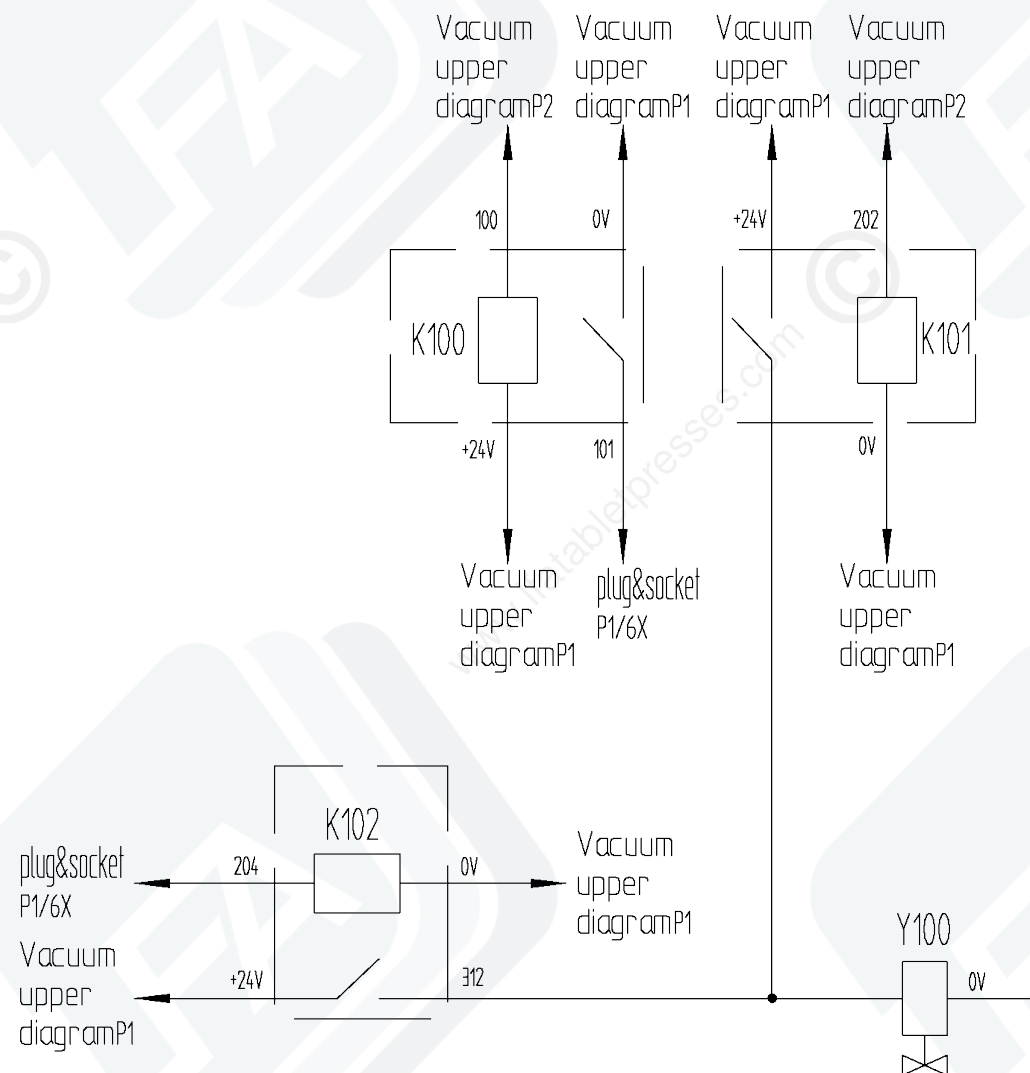 Vacuum
upper
diagramP2
Vacuum
upper
diagramP1
Vacuum
upper
diagramP1
Vacuum
upper
diagramP2
100
0V
+24V
202
K100
K101
+24V
101
0V
Vacuum
upper
diagramP1
plug&socket
P1/6X
Vacuum
upper
diagramP1
K102
plug&socket
P1/6X
204
0V
Vacuum
upper
diagramP1
Vacuum
upper
diagramP1
+24V
312
Y100
0V